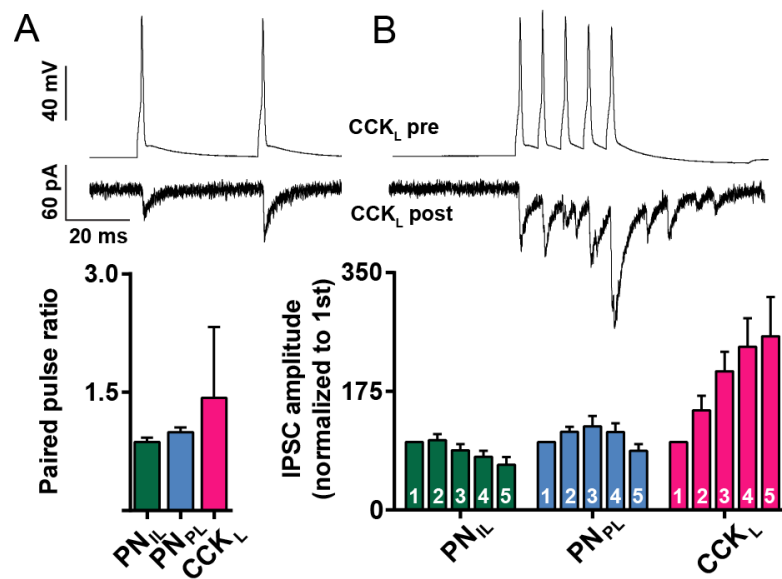 A
B
40 mV
CCKL pre
60 pA
CCKL post
20 ms
Paired pulse ratio
3.0
1.5
PNIL
PNPL
CCKL
IPSC amplitude
(normalized to 1st)
350
175
0
1 2 3 4 5
1 2 3 4 5
1 2 3 4 5
PNIL
PNPL
CCKL